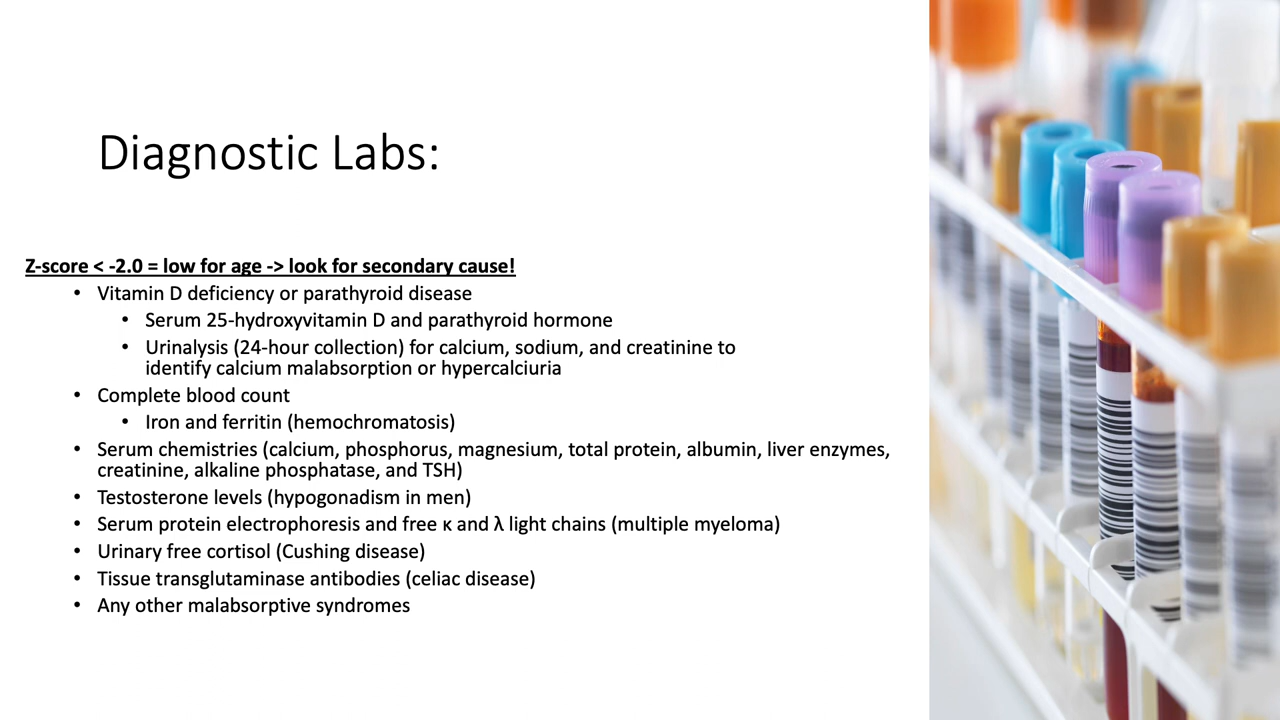 Diagnostic Labs:
Z-score < -2.0 = low for age -> look for secondary cause!
• Vitamin D deficiency or parathyroid disease
• Serum 25-hydroxyvitamin D and parathyroid hormone
• Urinalysis (24-hour collection) for calcium, sodium, and creatinine to
identify calcium malabsorption or hypercalciuria
• Complete blood count
• Iron and ferritin (hemochromatosis)
• Serum chemistries (calcium, phosphorus, magnesium, total protein, albumin, liver enzymes,
creatinine, alkaline phosphatase, and TSH)
• Testosterone levels (hypogonadism in men)
• Serum protein electrophoresis and free κ and λ light chains (multiple myeloma)
• Urinary free cortisol (Cushing disease)
• Tissue transglutaminase antibodies (celiac disease)
• Any other malabsorptive syndromes